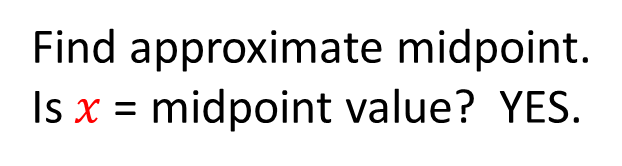 Find approximate midpoint.
Is x = midpoint value?  YES.